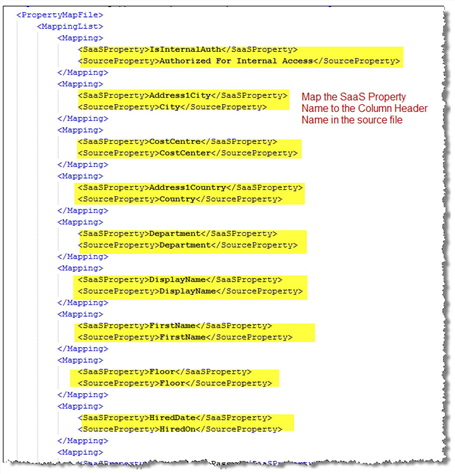 <PropertyMapFile>
<MappingList>
<Mapping>
<SaaSProperty>IsInternalAuth</SaaSProperty>
<SourceProperty>Authorized For Internal Access</SourceProperty>
</Mapping>
<Mapping>
<SaaSProperty>Address1City</SaaSProperty>
<SourceProperty>City</SourceProperty>
</Mapping>
Map the SaaS Property
Name to the Column Header
Name in the source file
<Mapping>
<SaaSProperty>CostCentre</SaaSProperty>
<SourceProperty>CostCenter</SourceProperty>
</Mapping>
<Mapping>
<SaaSProperty>Address1Country</SaaSProperty>
<SourceProperty>Country</SourceProperty>
</Mapping>
<Mapping>
<SaaSProperty>Department</SaaSProperty>
<SourceProperty>Department</SourceProperty>
</Mapping>
<Mapping>
<SaaSProperty>DisplayName</SaaSProperty>
<SourceProperty>DisplayName</SourceProperty>
</Mapping>
<Mapping>
<SaaSProperty>FirstName</SaaSProperty>
<SourceProperty>FirstName</SourceProperty>
</Mapping>
<Mapping>
<SaaSProperty>Floor</SaaSProperty>
<SourceProperty>Floor</SourceProperty>
</Mapping>
<Mapping>
<SaaSProperty>HiredDate</SaaSProperty>
<SourceProperty>HiredOn</SourceProperty>
</Mapping>
<Mapping>